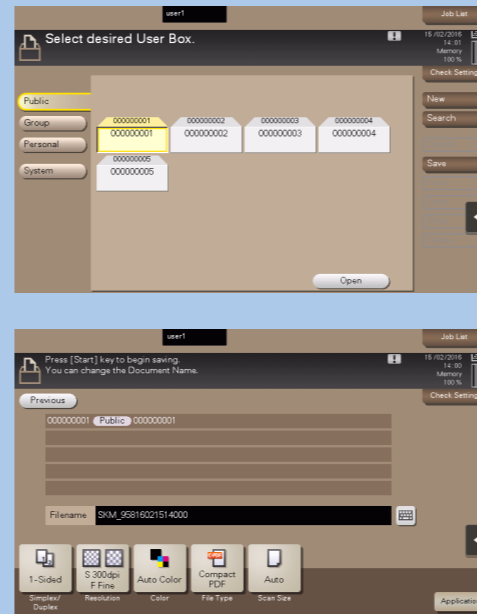 user1
Job List
Select desired User Box.
15/02/2016
14:01
Memory
100 %
Check Setting
Public
Group
Personal
System
000000001 000000002 000000003 000000004
000000001 000000002 000000003 000000004
000000005
000000005
New
Search
Save
Open
user1
Job List
Press [Start] key to begin saving.
You can change the Document Name.
15/02/2016
14:00
Memory
100 %
Check Setting
Previous
000000001 Public 000000001
Filename SKM_95816021514000
1-Sided
S.300dpi
F Fine
Auto Color
Compact
PDF
Auto
Simplex/
Duplex
Resolution
Color
File Type
Scan Size
Application